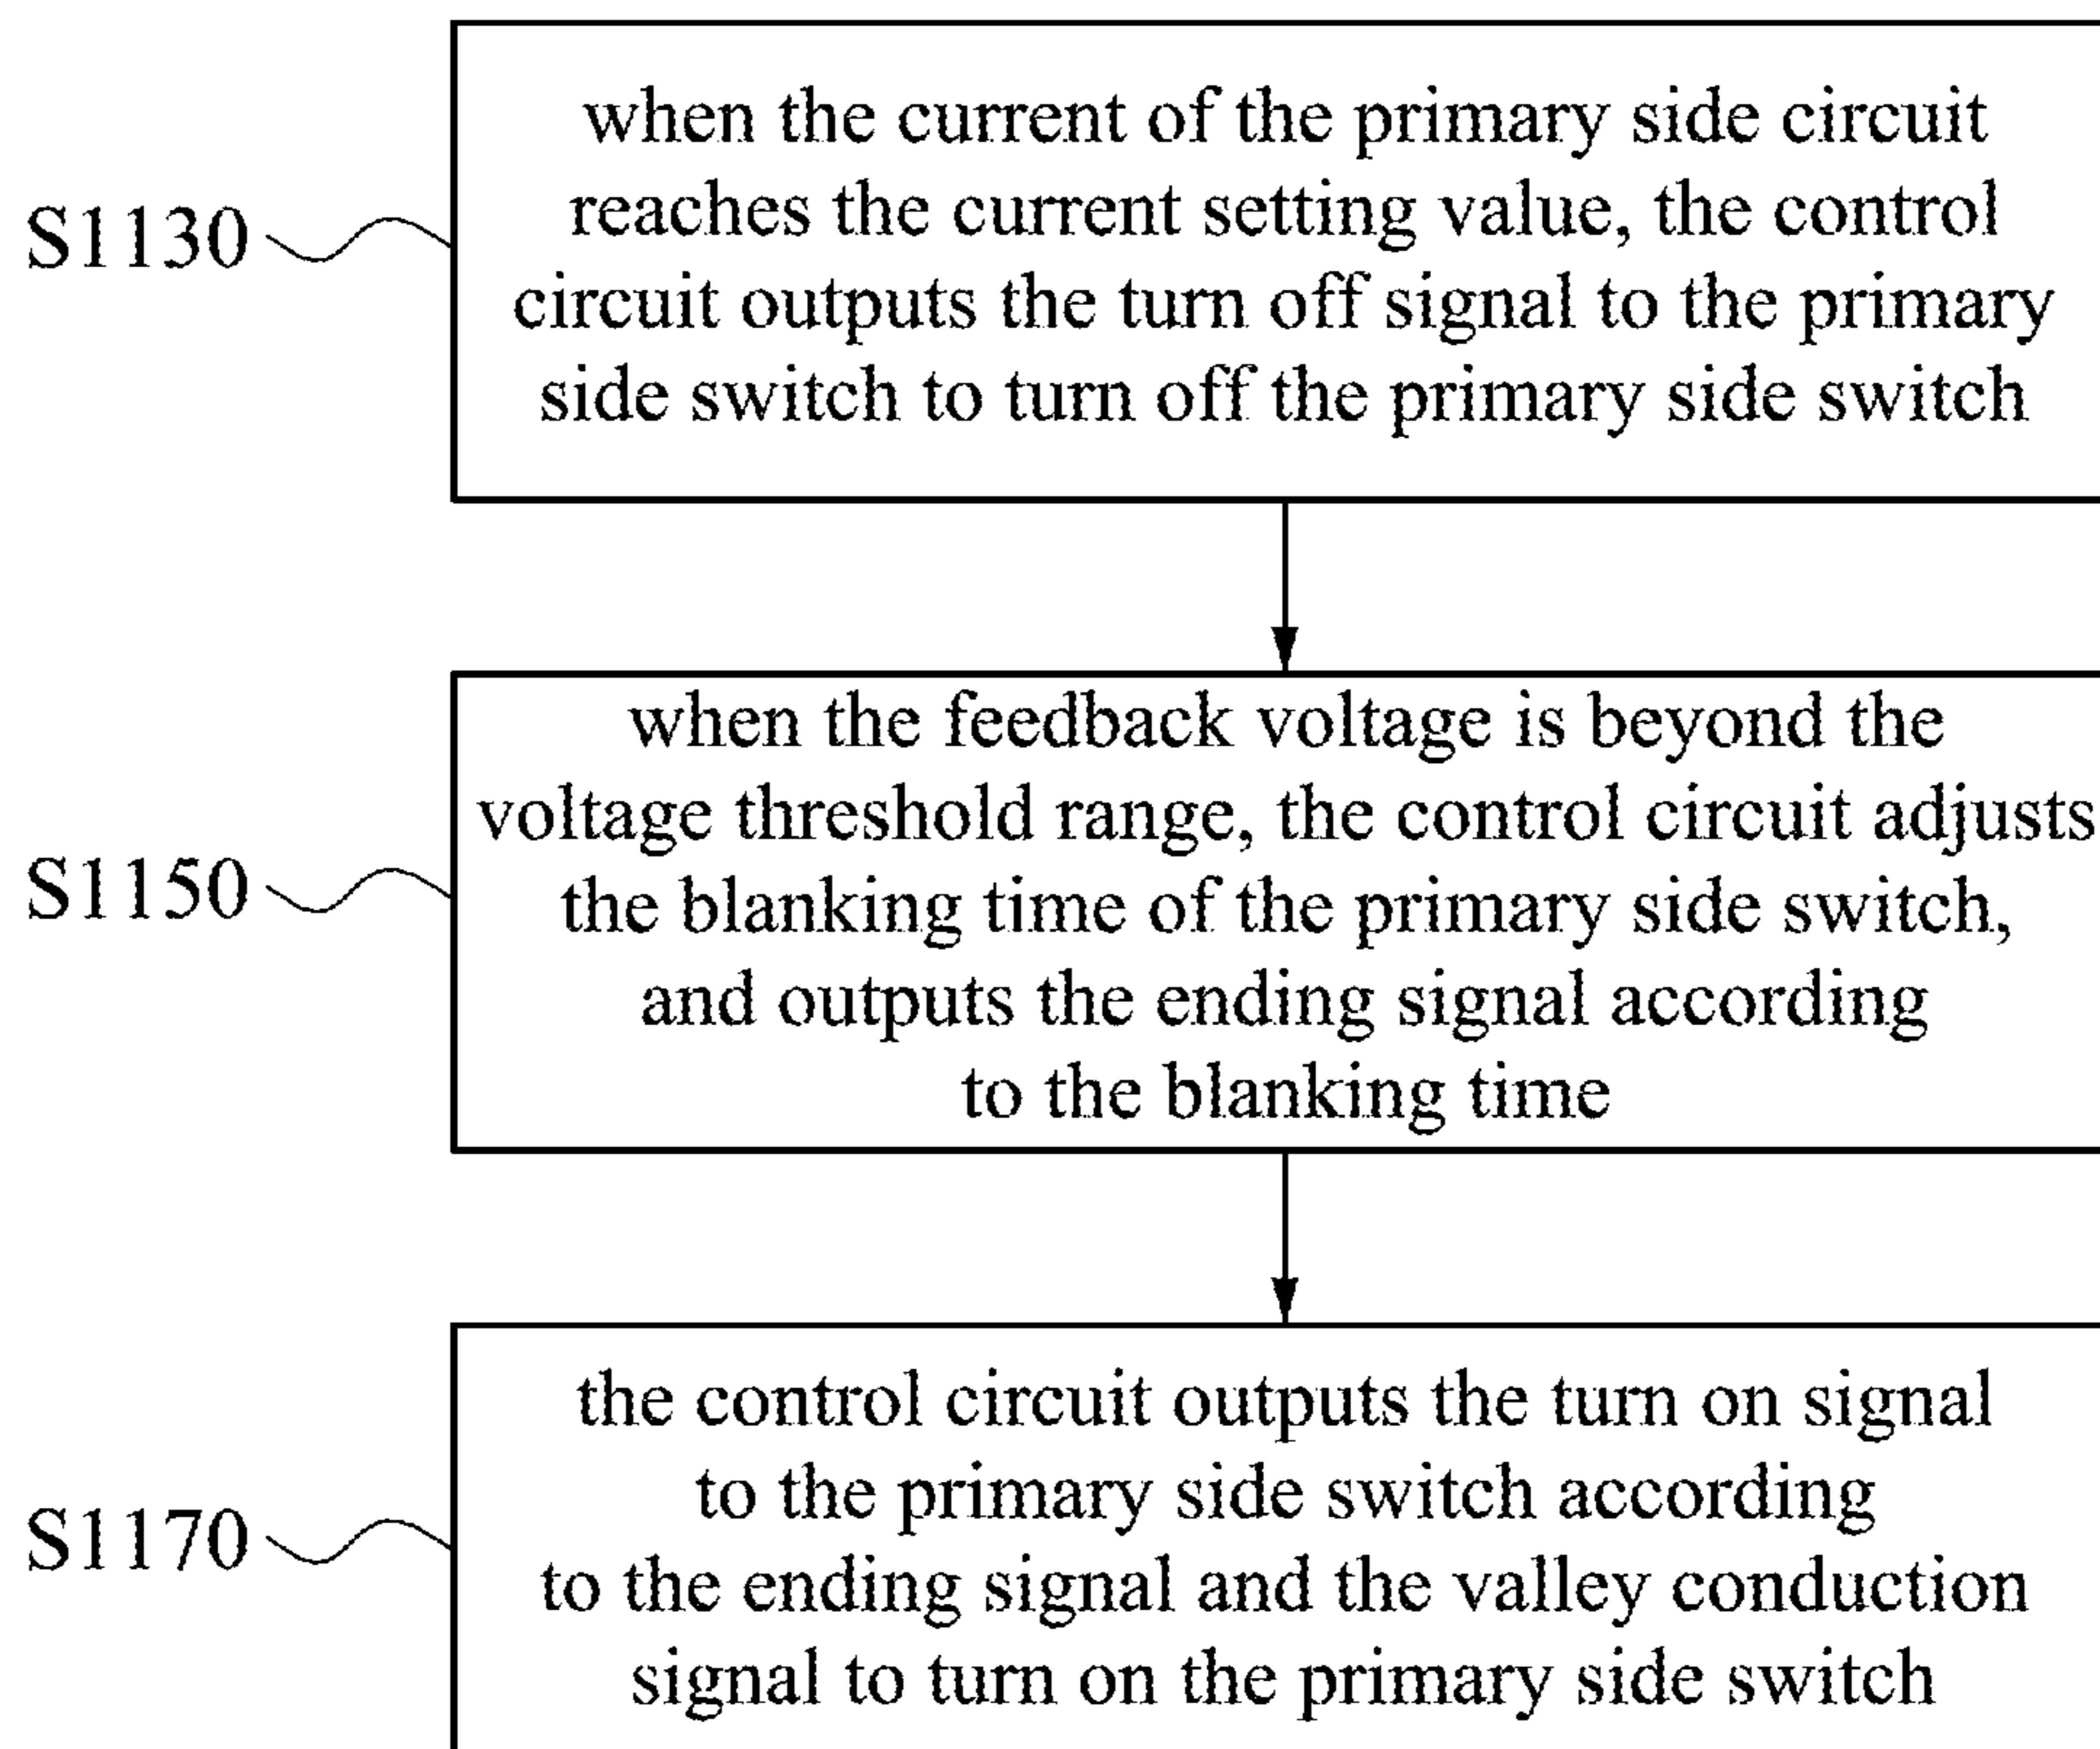 S1130
when the current of the primary side circuit
reaches the current setting value, the control
circuit outputs the turn off signal to the primary
side switch to turn off the primary side switch
S1150
when the feedback voltage is beyond the
voltage threshold range, the control circuit adjusts
the blanking time of the primary side switch,
and outputs the ending signal according
to the blanking time
S1170
the control circuit outputs the turn on signal
to the primary side switch according
to the ending signal and the valley conduction
signal to turn on the primary side switch